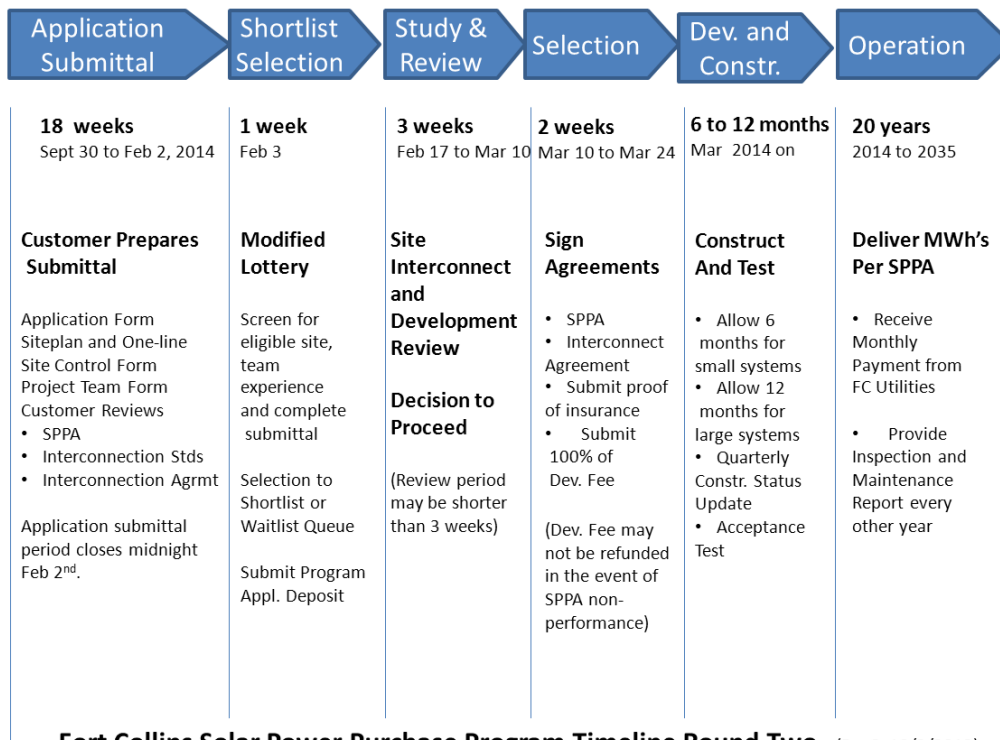 Application
Submittal
Shortlist
Selection
Study &
Review
Selection
Dev. and
Constr.
Operation
18 weeks
Sept 30 to Feb 2, 2014
1 week
Feb 3
3 weeks
Feb 17 to Mar 10
2 weeks
Mar 10 to Mar 24
6 to 12 months
Mar 2014 on
20 years
2014 to 2035
Customer Prepares
Submittal
Application Form
Siteplan and One-line
Site Control Form
Project Team Form
Customer Reviews
• SPPA
• Interconnection Stds
• Interconnection Agrmt
Application submittal
period closes midnight
Feb 2nd.
Modified
Lottery
Screen for
eligible site,
team
experience
and complete
submittal
Selection to
Shortlist or
Waitlist Queue
Submit Program
Appl. Deposit
Site
Interconnect
and
Development
Review
Decision to
Proceed
(Review period
may be shorter
than 3 weeks)
Sign
Agreements
• SPPA
• Interconnect
Agreement
• Submit proof
of insurance
• Submit
100% of
Dev. Fee
(Dev. Fee may
not be refunded
in the event of
SPPA non-
performance)
Construct
And Test
• Allow 6
months for
small systems
• Allow 12
months for
large systems
• Quarterly
Constr. Status
Update
• Acceptance
Test
Deliver MWh's
Per SPPA
• Receive
Monthly
Payment from
FC Utilities
• Provide
Inspection and
Maintenance
Report every
other year
Fort Collins Solar Power Purchase Program Timeline Round Two